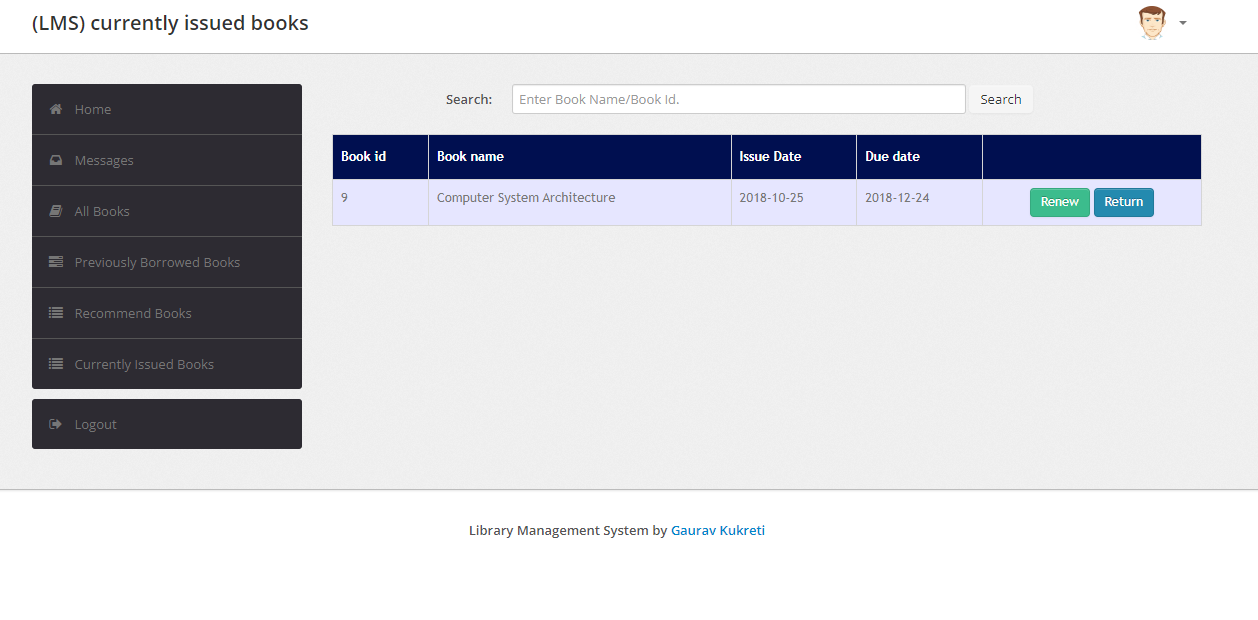 (LMS) currently issued books
Home
Messages
All Books
Previously Borrowed Books
Recommend Books
Currently Issued Books
Logout
Search: Enter Book Name/Book Id. Search
Book id Book name Issue Date Due date
9 Computer System Architecture 2018-10-25 2018-12-24 Renew Return
Library Management System by Gaurav Kukreti